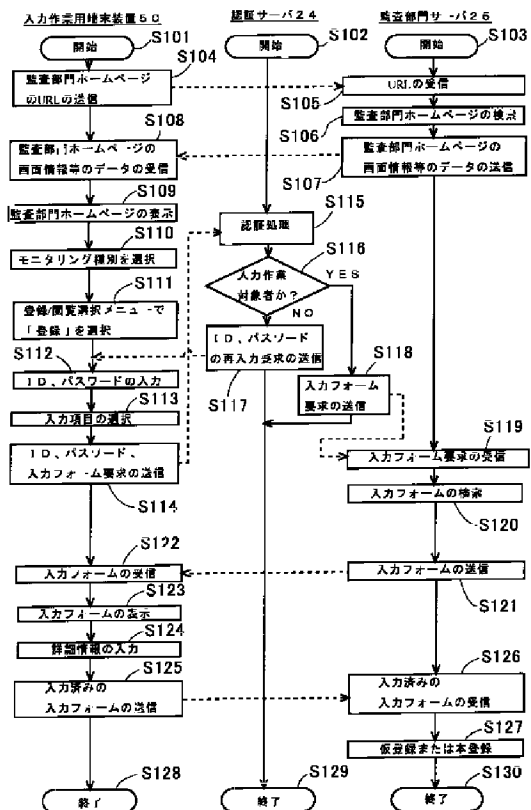 入力作業用端末装置50
認証サーバ24
監査部門サーバ26
開始
S101
開始
S102
開始
S103
監査部門ホームページ
のURLの送信
S104
URLの受信
S105
監査部門ホームページの検索
S106
監査部門ホームページの
画面情報等のデータの送信
S107
S108
監査部門ホームページの
画面情報等のデータの受信
S109
監査部門ホームページの表示
S110
モニタリング種別を選択
S111
登録/閲覧選択メニューで
「登録」を選択
S112
ID、パスワードの入力
S113
入力項目の選択
ID、パスワード、
入力フォーム要求の送信
S114
S115
認証処理
S116
入力作業
対象者か?
YES
NO
ID、パスワード
の再入力要求の送信
S117
S118
入力フォーム
要求の送信
S119
入力フォーム要求の受信
入力フォームの検索
S120
入力フォームの送信
S121
S122
入力フォームの受信
S123
入力フォームの表示
S124
詳細情報の入力
S125
入力済みの
入力フォームの送信
S126
入力済みの
入力フォームの受信
S127
仮登録または本登録
S128
終了
S129
終了
S130
終了